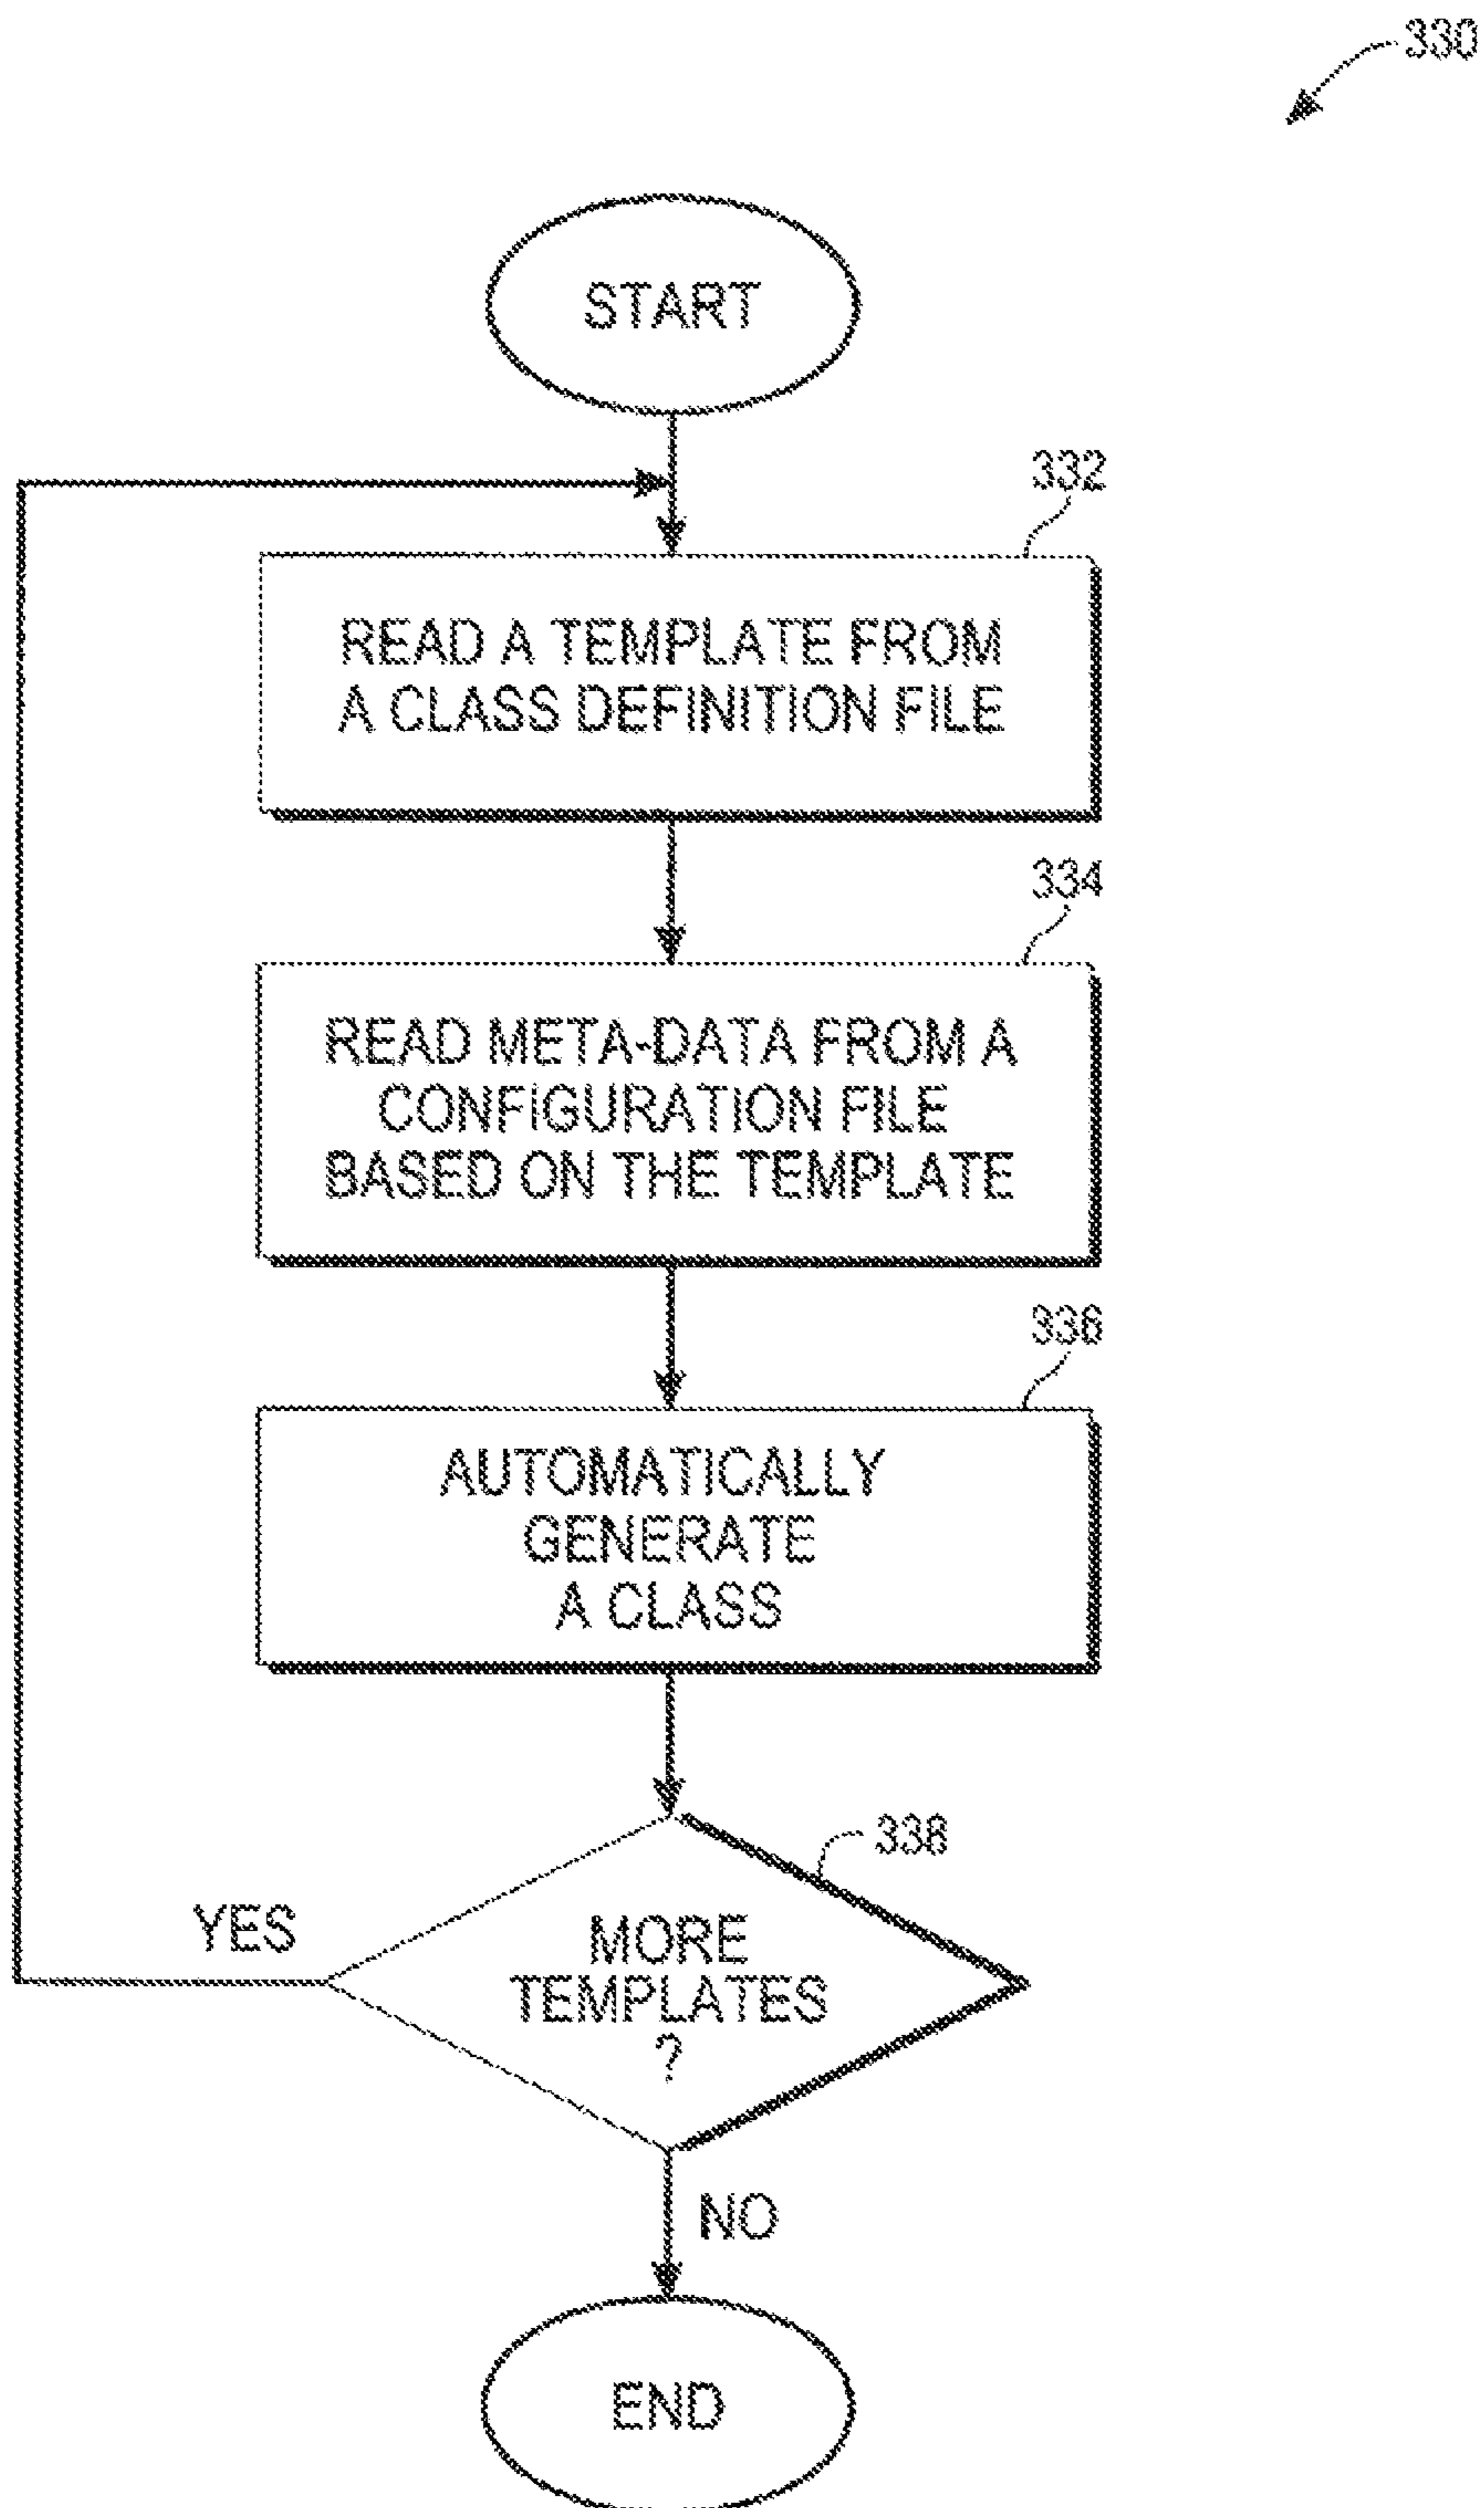 330
START
332
READ A TEMPLATE FROM
A CLASS DEFINITION FILE
334
READ META-DATA FROM A
CONFIGURATION FILE
BASED ON THE TEMPLATE
336
AUTOMATICALLY
GENERATE
A CLASS
338
MORE
TEMPLATES
?
YES
NO
END